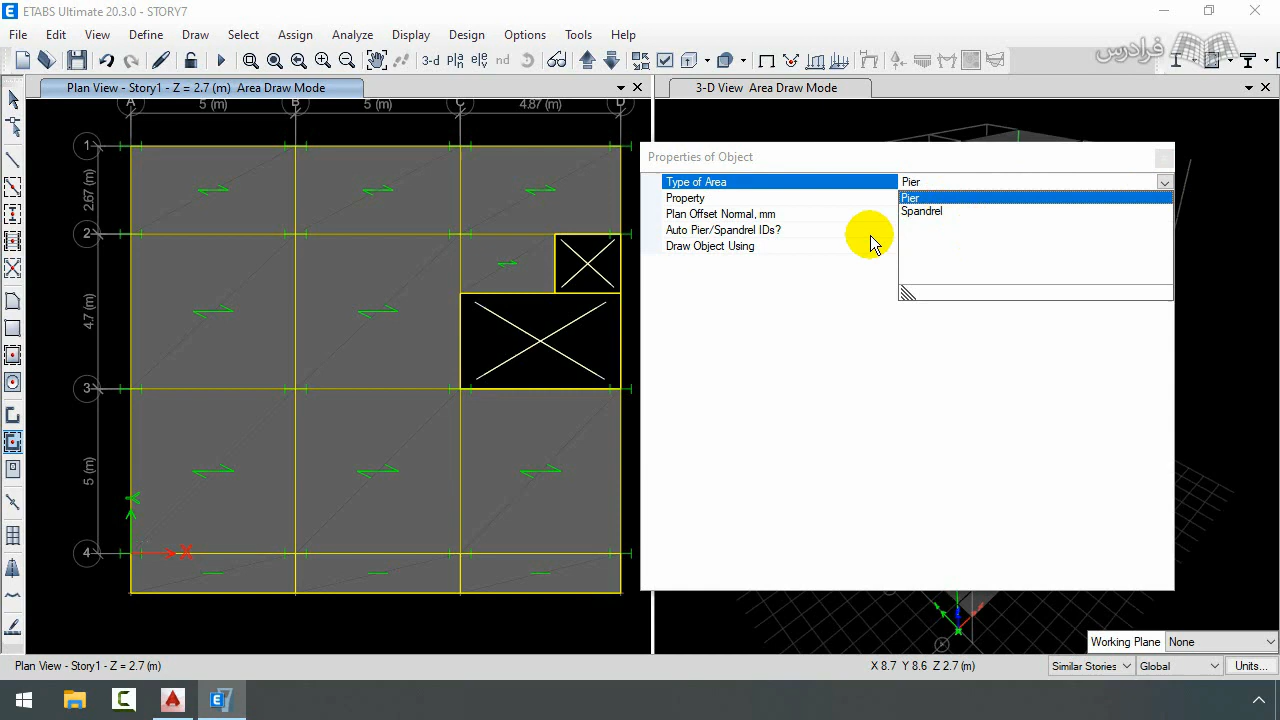 ETABS Ultimate 20.3.0 - STORY7
File Edit View Define Draw Select Assign Analyze Display Design Options Tools Help
3-d nd
فرادرس
Plan View - Story1 - Z = 2.7 (m) Area Draw Mode
3-D View Area Draw Mode
A 5 (m) B 5 (m) C 4.87 (m) D
1
2.67 (m)
2
4.7 (m)
3
5 (m)
4
X
Properties of Object
Type of Area Pier
Property
Plan Offset Normal, mm
Auto Pier/Spandrel IDs?
Draw Object Using
Pier
Spandrel
Working Plane None
Plan View - Story1 - Z = 2.7 (m)
X 8.7 Y 8.6 Z 2.7 (m)
Similar Stories Global Units...